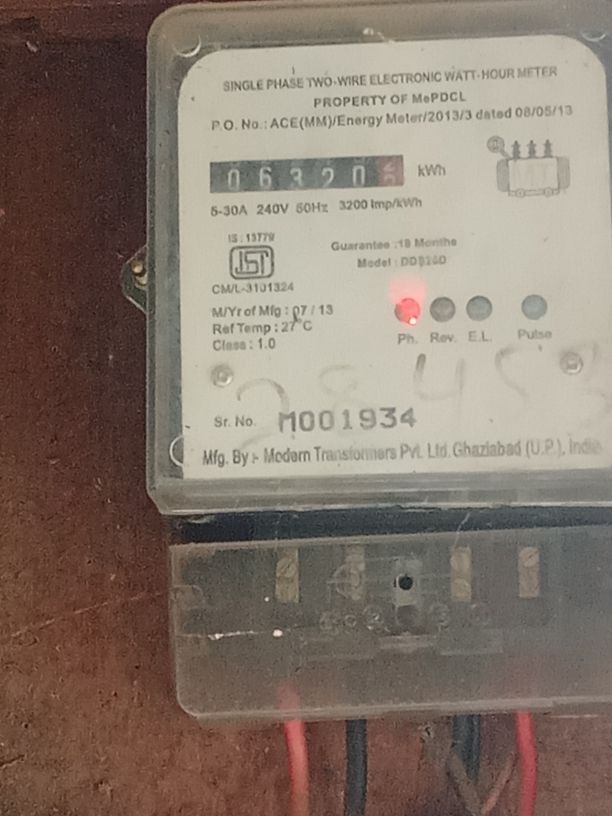 SINGLE PHASE TWO-WIRE ELECTRONIC WATT-HOUR METER
PROPERTY OF MePDCL
P.O. No.: ACE(MM)/Energy Meter/2013/3 dated 08/05/13
0 6 3 2 0 kWh
5-30A 240V 50Hz 3200 Imp/kWh
IS : 13779
Guarantee : 18 Months
CM/L-3101324
M/Yr of Mfg : 07 / 13
Ref Temp : 27°C
Class : 1.0
Ph. Rev. E.L. Pulse
Sr. No. M001934
Mfg. By :- Modern Transformers Pvt. Ltd. Ghaziabad (U.P.), India